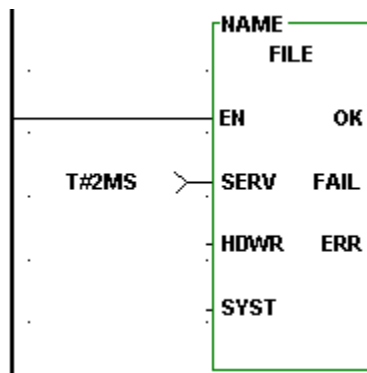 NAME
FILE
EN OK
T#2MS SERV FAIL
HDWR ERR
SYST